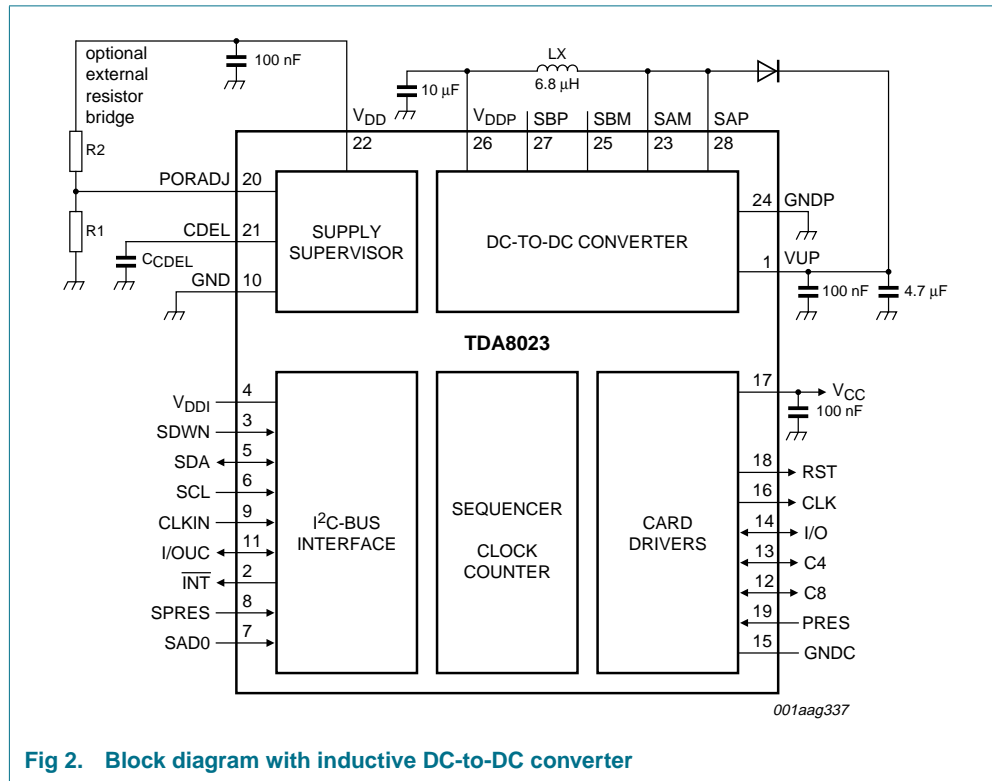 optional
external
resistor
bridge
100 nF
LX
6.8 μH
10 μF
VDD
22
VDDP
26
SBP
27
SBM
25
SAM
23
SAP
28
R2
PORADJ 20
R1
CDEL 21
CCDEL
GND 10
SUPPLY
SUPERVISOR
DC-TO-DC CONVERTER
24 GNDP
1 VUP
100 nF
4.7 μF
TDA8023
VDDI 4
SDWN 3
SDA 5
SCL 6
CLKIN 9
I/OUC 11
INT 2
SPRES 8
SAD0 7
I2C-BUS
INTERFACE
SEQUENCER
CLOCK
COUNTER
CARD
DRIVERS
17 VCC
100 nF
18 RST
16 CLK
14 I/O
13 C4
12 C8
19 PRES
15 GNDC
001aag337
Fig 2. Block diagram with inductive DC-to-DC converter